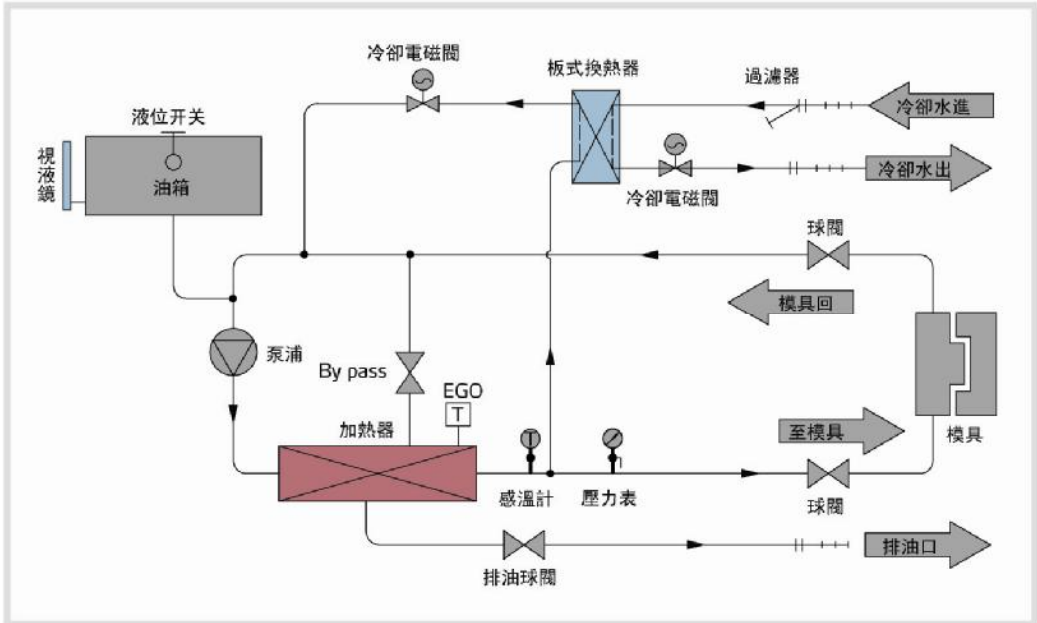 冷卻電磁閥
板式換熱器
過濾器
冷卻水進
液位开关
視液鏡
油箱
冷卻電磁閥
冷卻水出
球閥
模具回
泵浦
By pass
EGO
T
加熱器
至模具
模具
T
感溫計
壓力表
球閥
排油球閥
排油口